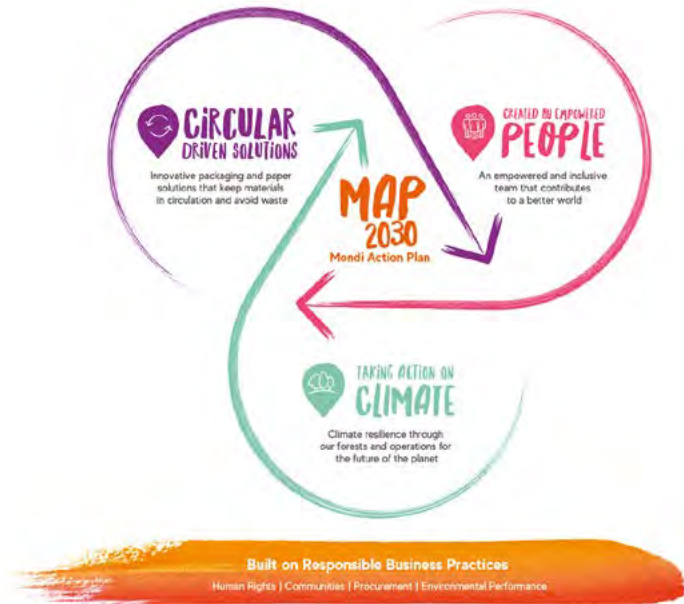 CiRCULAR
DRIVEN SOLUTIONS
Innovative packaging and paper
solutions that keep materials
in circulation and avoid waste
CREATED BY EMPOWERED
PEOPLE
An empowered and inclusive
team that contributes
to a better world
MAP
2030
Mondi Action Plan
TAKING ACTION ON
CLIMATE
Climate resilience through
our forests and operations for
the future of the planet
Built on Responsible Business Practices
Human Rights | Communities | Procurement | Environmental Performance